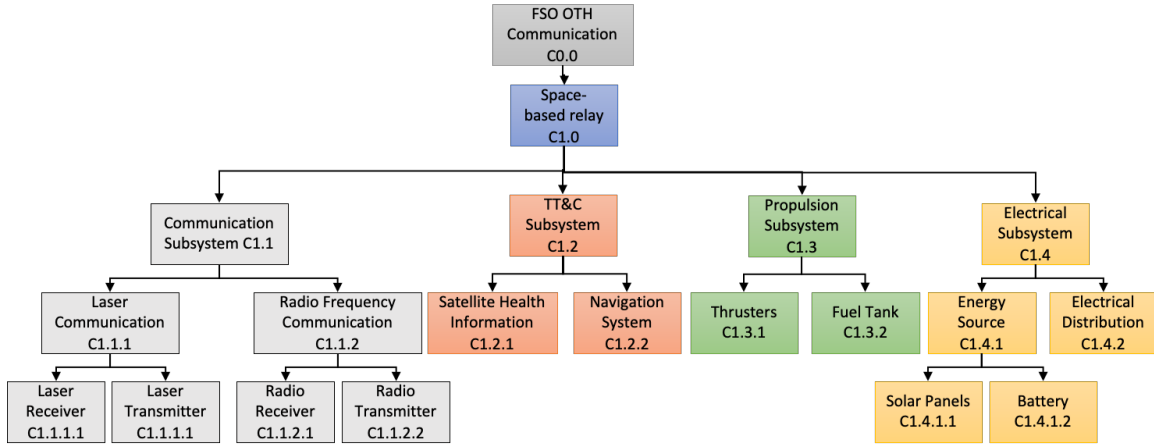 FSO OTH
Communication
C0.0
Space-
based relay
C1.0
Communication
Subsystem C1.1
TT&C
Subsystem
C1.2
Propulsion
Subsystem
C1.3
Electrical
Subsystem
C1.4
Laser
Communication
C1.1.1
Radio Frequency
Communication
C1.1.2
Satellite Health
Information
C1.2.1
Navigation
System
C1.2.2
Thrusters
C1.3.1
Fuel Tank
C1.3.2
Energy
Source
C1.4.1
Electrical
Distribution
C1.4.2
Laser
Receiver
C1.1.1.1
Laser
Transmitter
C1.1.1.1
Radio
Receiver
C1.1.2.1
Radio
Transmitter
C1.1.2.2
Solar Panels
C1.4.1.1
Battery
C1.4.1.2